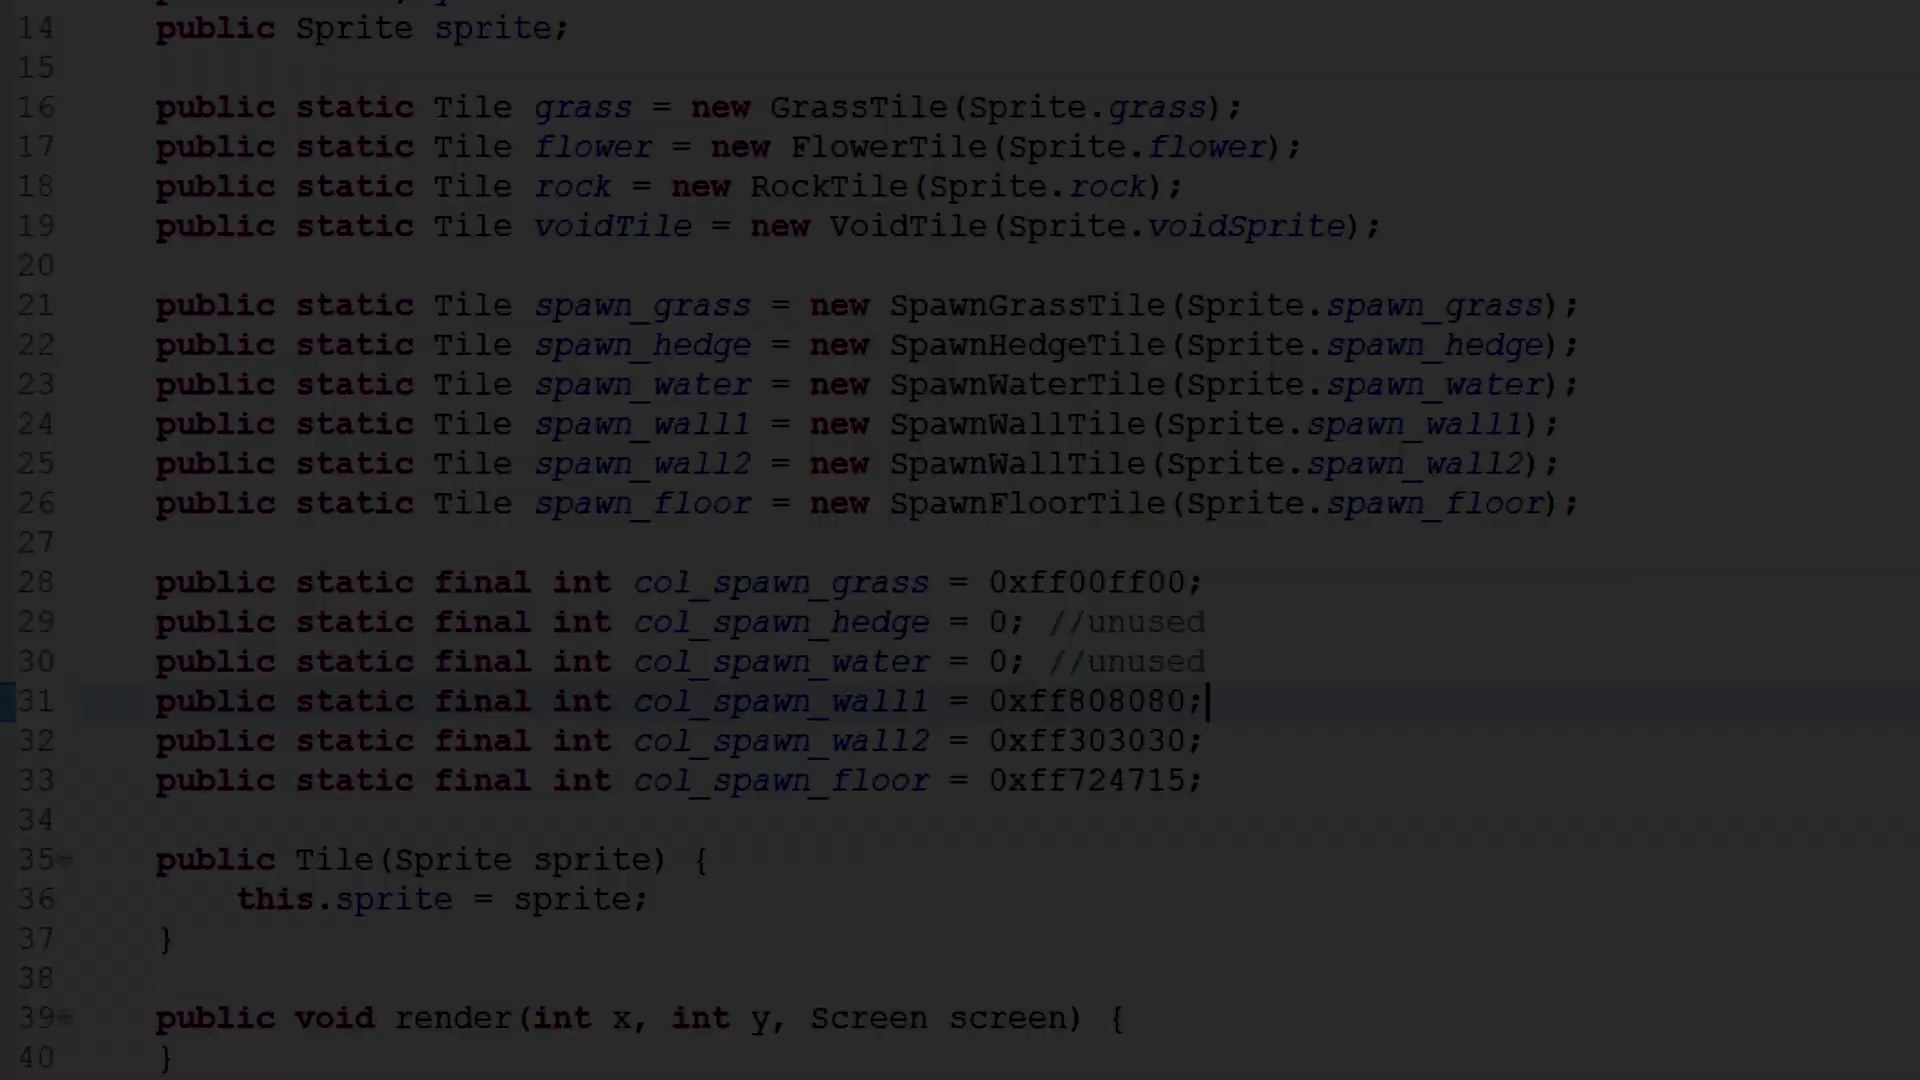 14 public Sprite sprite;
15
16 public static Tile grass = new GrassTile(Sprite.grass);
17 public static Tile flower = new FlowerTile(Sprite.flower);
18 public static Tile rock = new RockTile(Sprite.rock);
19 public static Tile voidTile = new VoidTile(Sprite.voidSprite);
20
21 public static Tile spawn_grass = new SpawnGrassTile(Sprite.spawn_grass);
22 public static Tile spawn_hedge = new SpawnHedgeTile(Sprite.spawn_hedge);
23 public static Tile spawn_water = new SpawnWaterTile(Sprite.spawn_water);
24 public static Tile spawn_wall1 = new SpawnWallTile(Sprite.spawn_wall1);
25 public static Tile spawn_wall2 = new SpawnWallTile(Sprite.spawn_wall2);
26 public static Tile spawn_floor = new SpawnFloorTile(Sprite.spawn_floor);
27
28 public static final int col_spawn_grass = 0xff00ff00;
29 public static final int col_spawn_hedge = 0; //unused
30 public static final int col_spawn_water = 0; //unused
31 public static final int col_spawn_wall1 = 0xff808080;
32 public static final int col_spawn_wall2 = 0xff303030;
33 public static final int col_spawn_floor = 0xff724715;
34
35 public Tile(Sprite sprite) {
36 this.sprite = sprite;
37 }
38
39 public void render(int x, int y, Screen screen) {
40 }